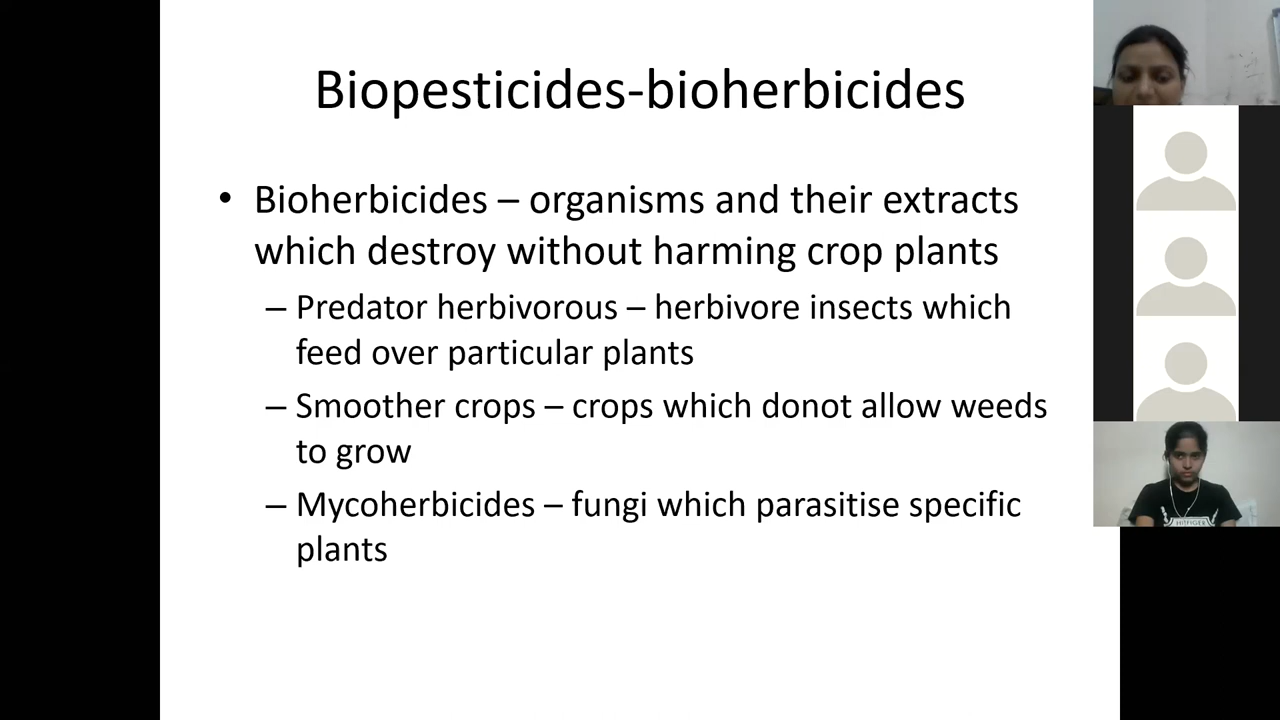 Biopesticides-bioherbicides
• Bioherbicides – organisms and their extracts
which destroy without harming crop plants
– Predator herbivorous – herbivore insects which
feed over particular plants
– Smoother crops – crops which donot allow weeds
to grow
– Mycoherbicides – fungi which parasitise specific
plants
HILFIGER